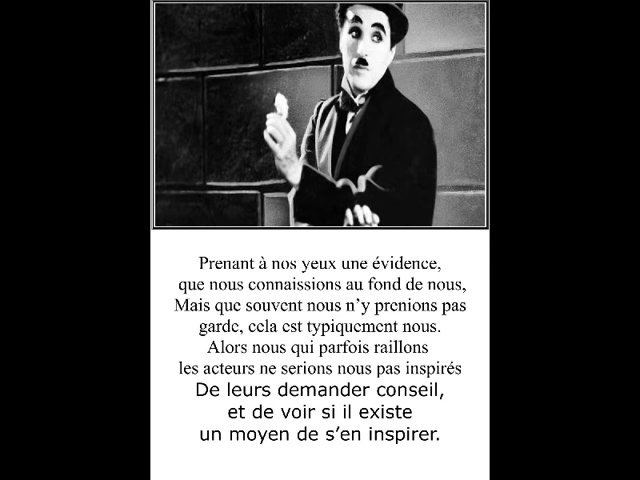 Prenant à nos yeux une évidence,
que nous connaissions au fond de nous,
Mais que souvent nous n'y prenions pas
garde, cela est typiquement nous.
Alors nous qui parfois raillons
les acteurs ne serions nous pas inspirés
De leurs demander conseil,
et de voir si il existe
un moyen de s'en inspirer.